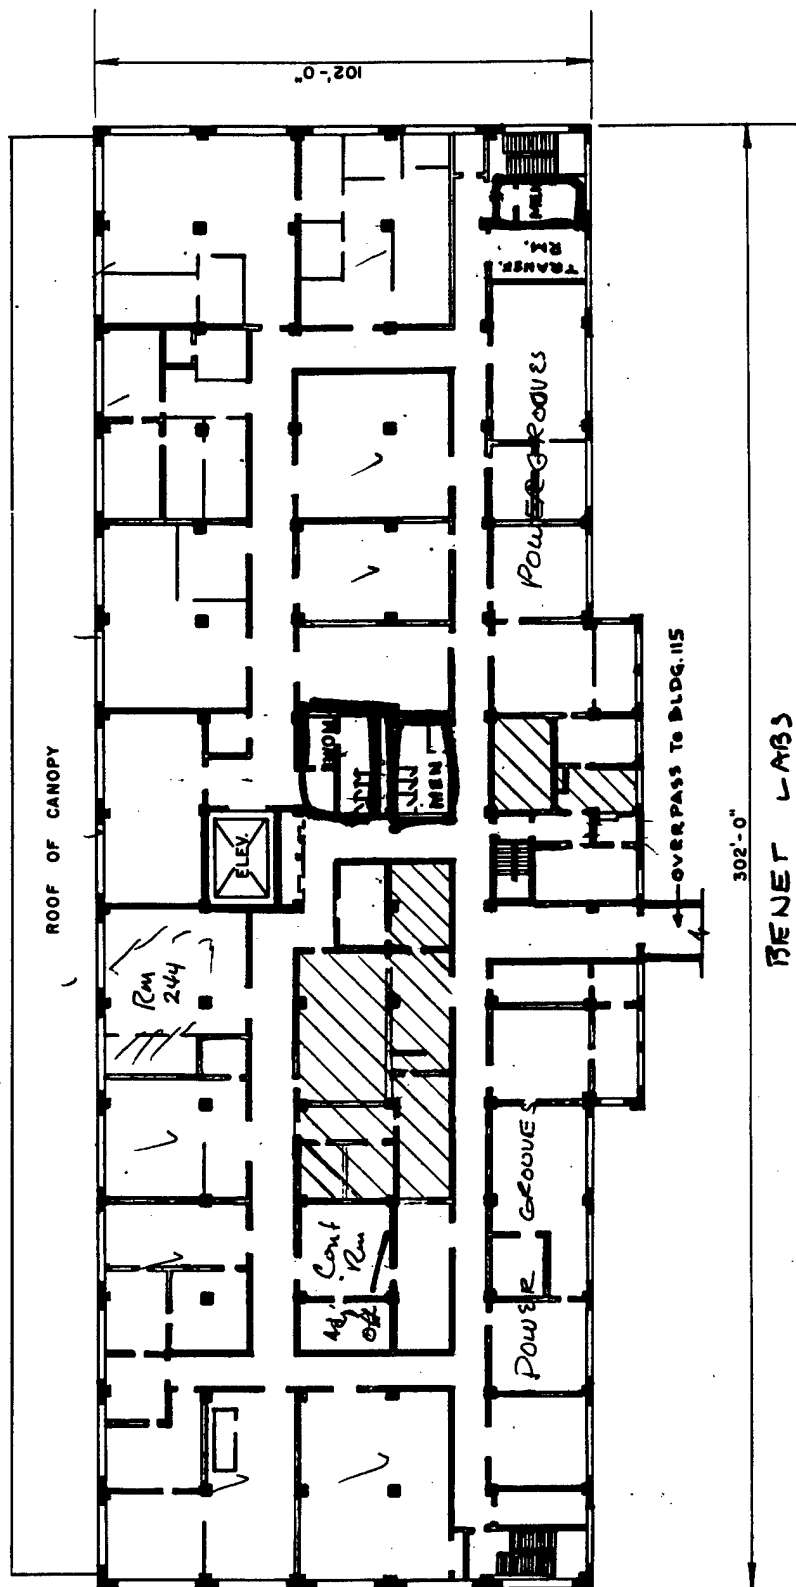 102'-0"
MEN
TRANSF.
RM.
POWER GROOVES
ROOF OF CANOPY
WOM
MEN
ELEV.
OVERPASS TO BLDG. 115
302'-0"
BENET LABS
Rm
244
POWER GROOVES
Conf
Rm